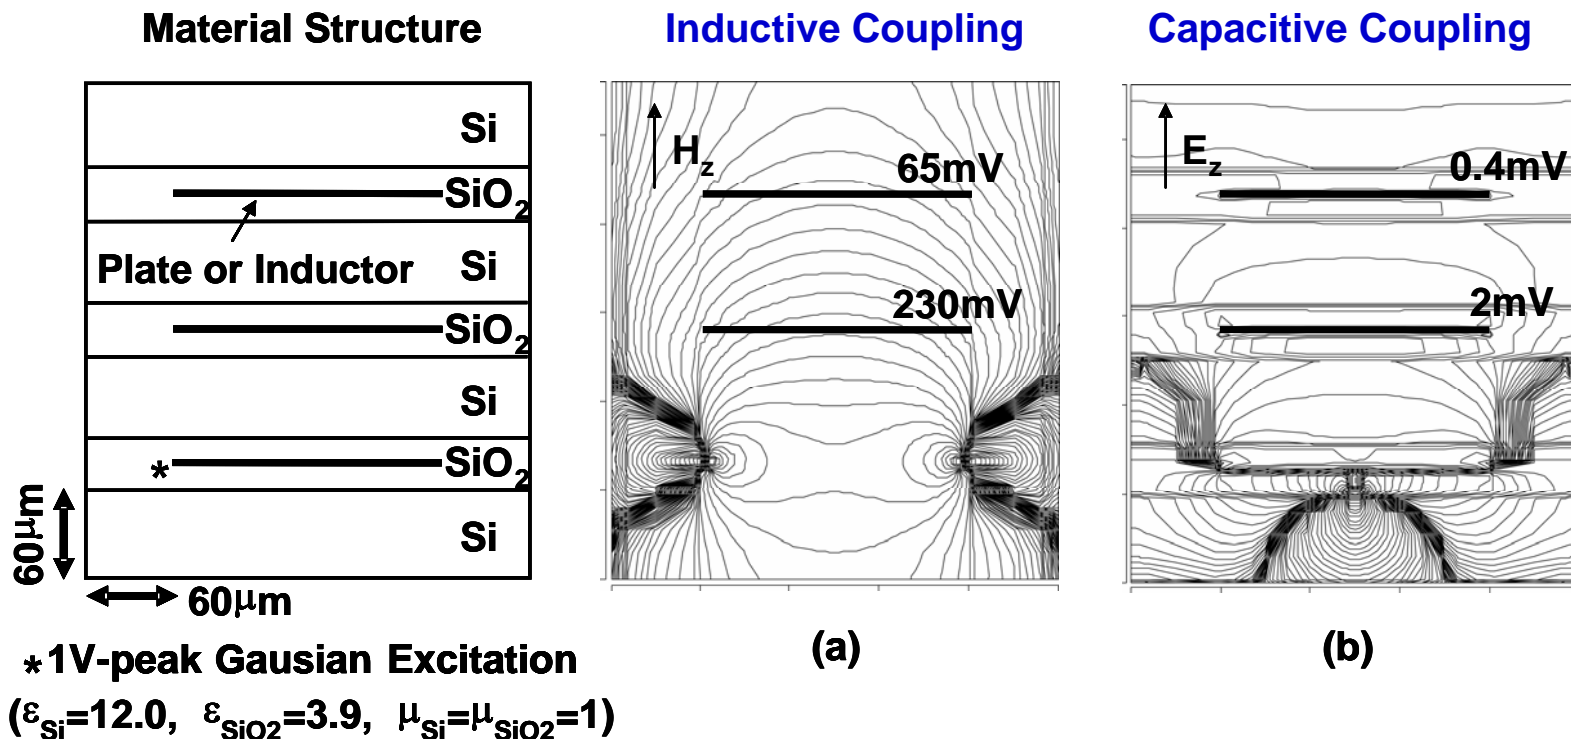 Material Structure
Inductive Coupling
Capacitive Coupling
Si
SiO2
Plate or Inductor
Si
SiO2
Si
*
SiO2
Si
60μm
60μm
*1V-peak Gausian Excitation
(εSi=12.0, εSiO2=3.9, μSi=μSiO2=1)
Hz
65mV
230mV
(a)
Ez
0.4mV
2mV
(b)